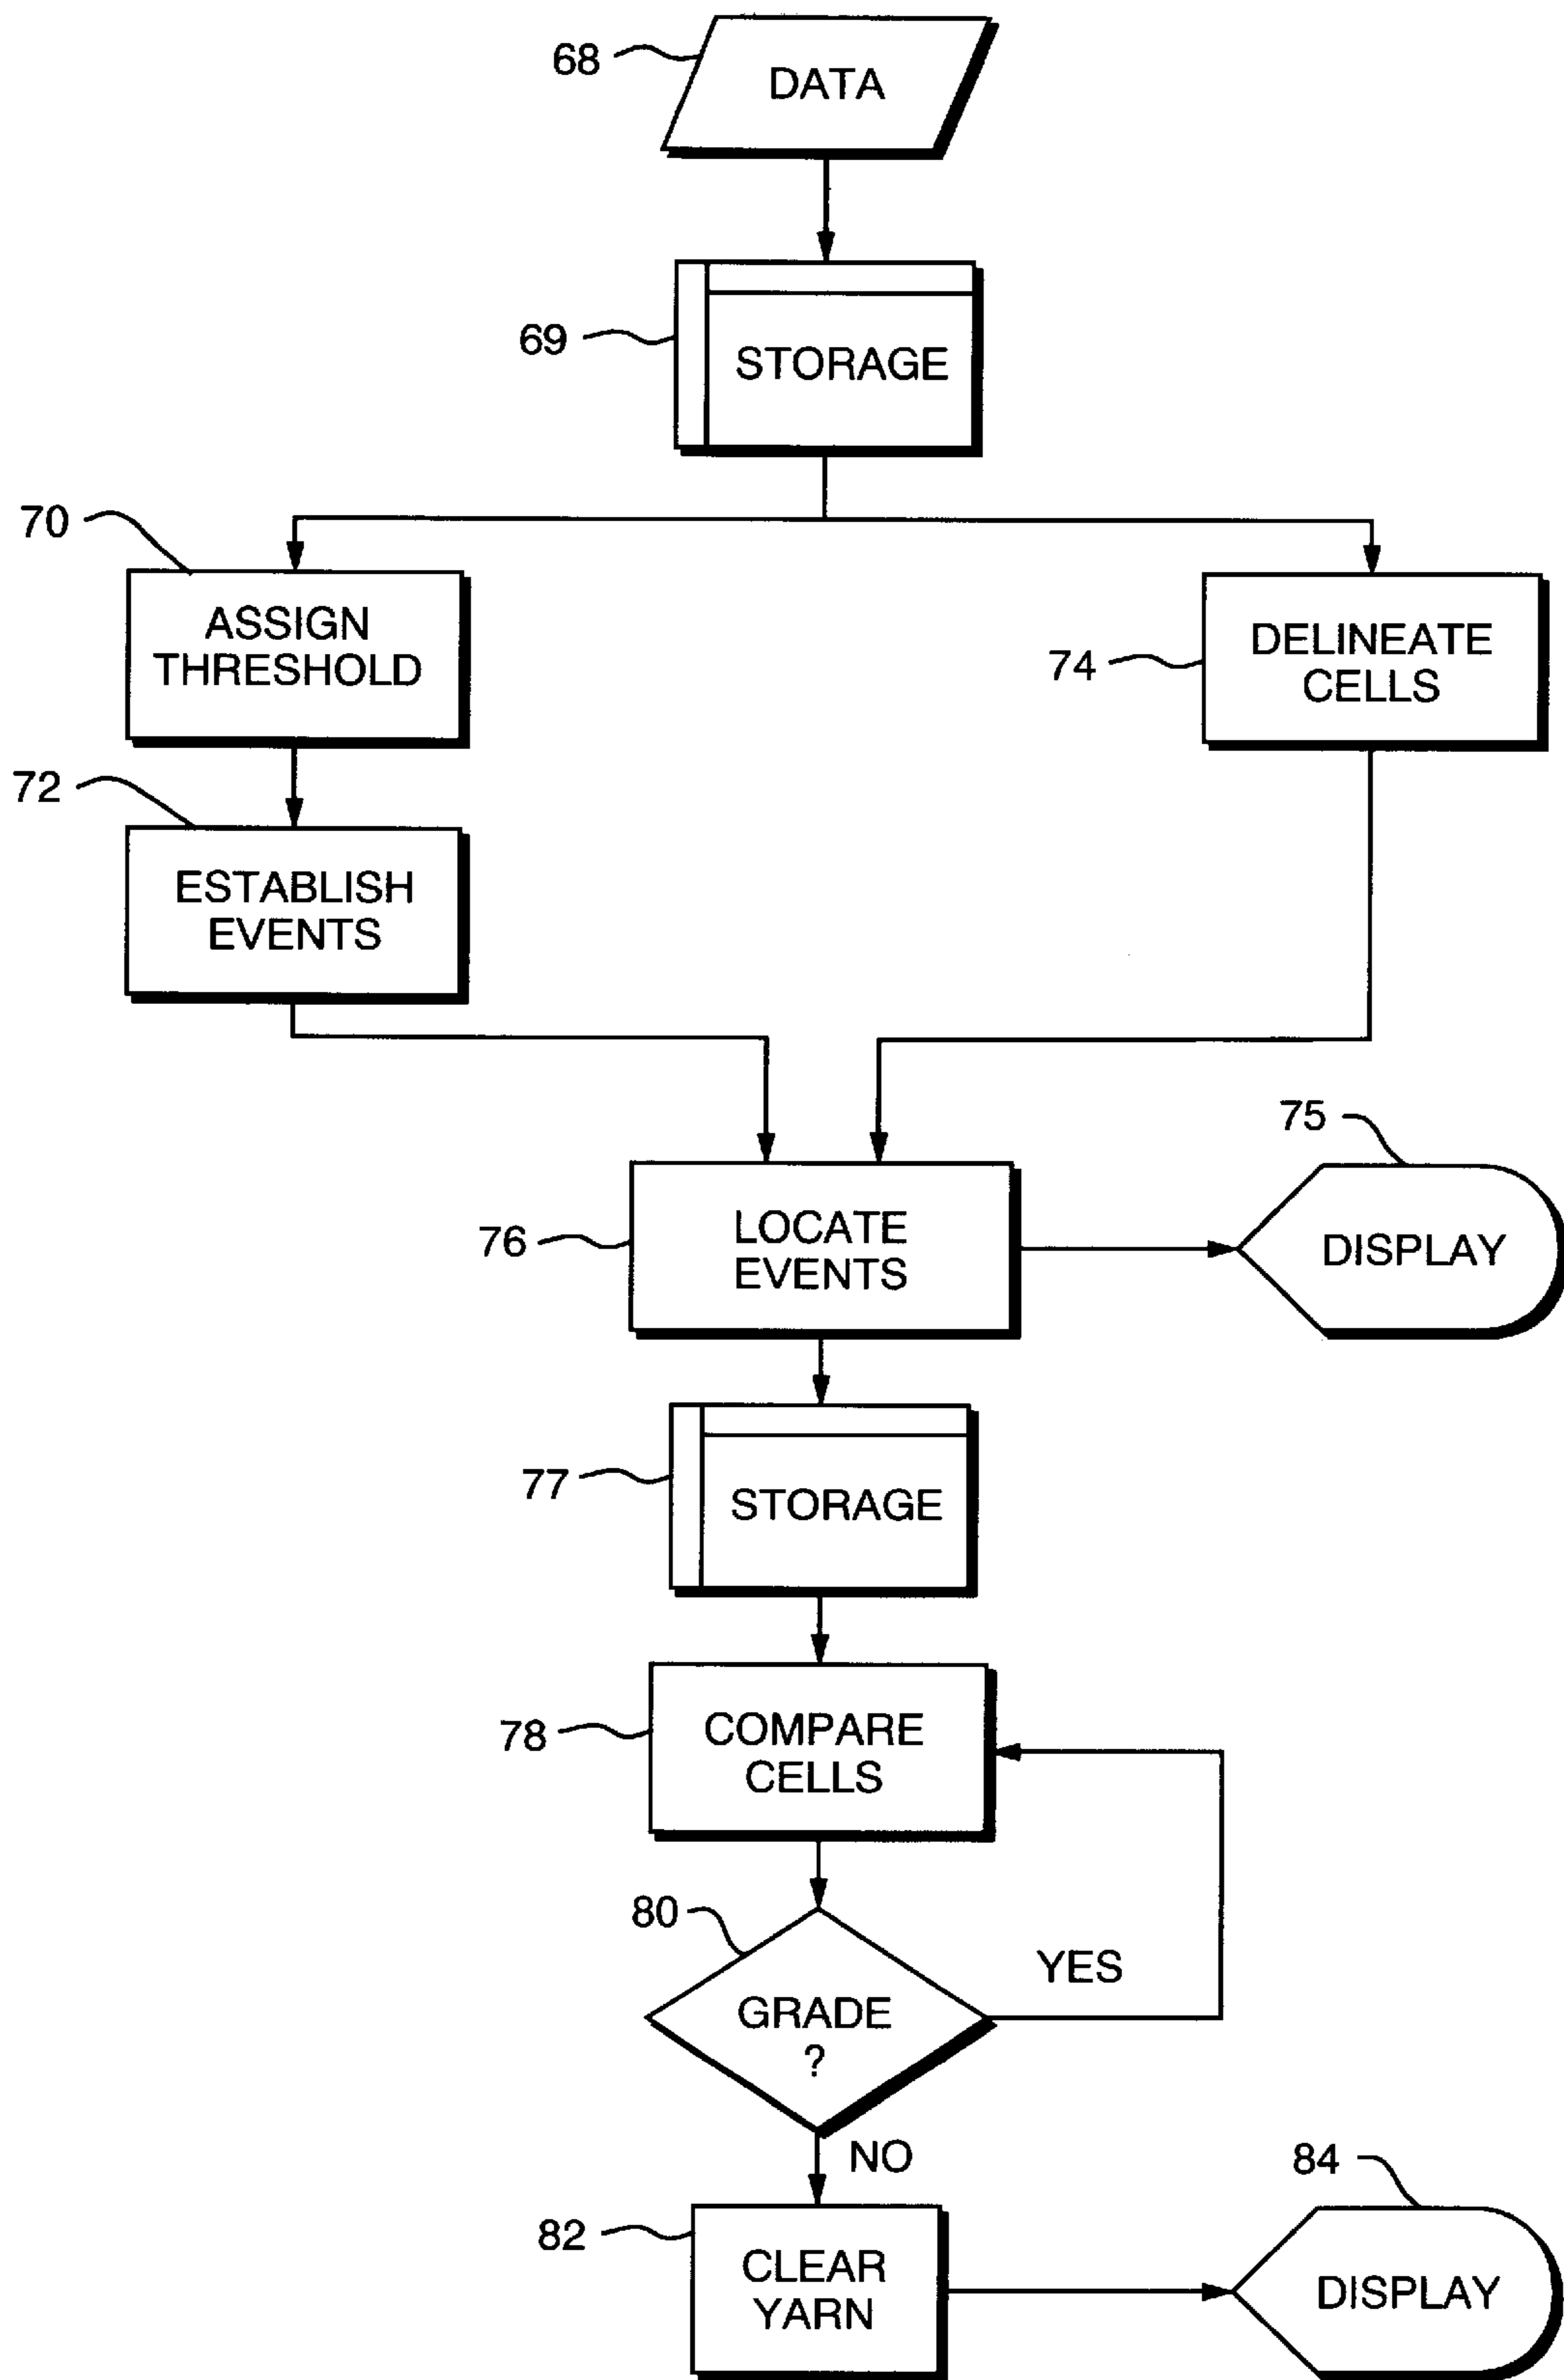 68
DATA
69
STORAGE
70
ASSIGN
THRESHOLD
74
DELINEATE
CELLS
72
ESTABLISH
EVENTS
75
76
LOCATE
EVENTS
DISPLAY
77
STORAGE
78
COMPARE
CELLS
80
YES
GRADE
?
NO
84
82
CLEAR
YARN
DISPLAY